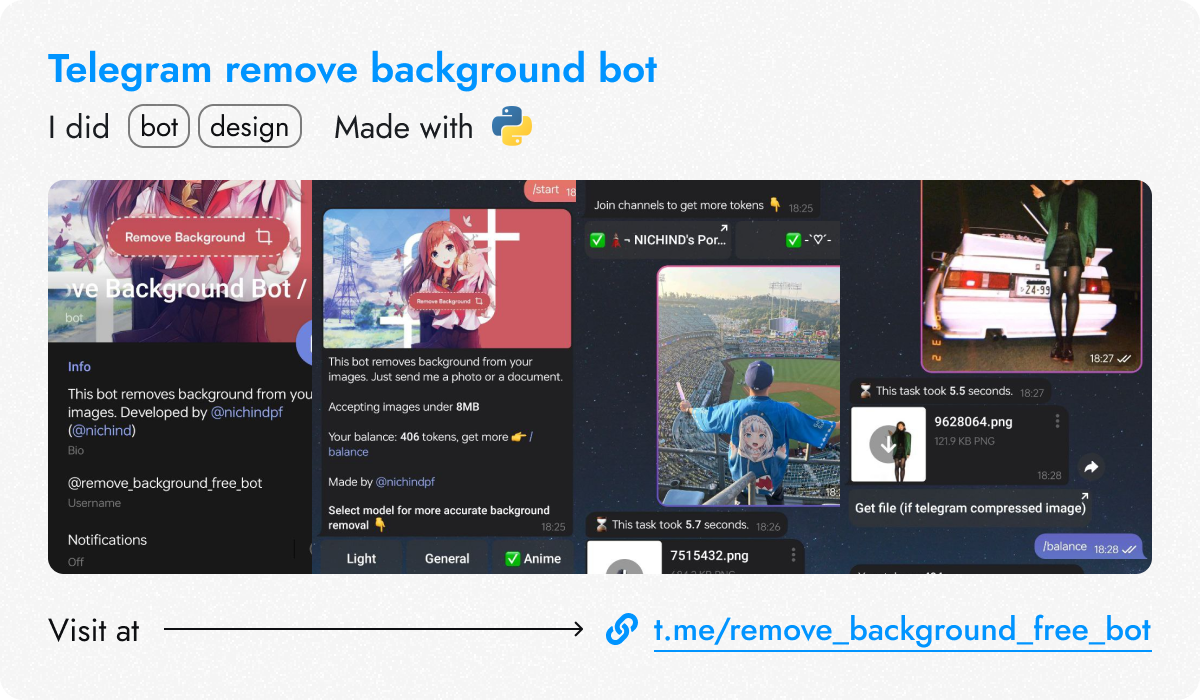 Telegram remove background bot
I did bot design Made with
Remove Background
ve Background Bot /
bot
Info
This bot removes background from you
images. Developed by @nichindpf
(@nichind)
Bio
@remove_background_free_bot
Username
Notifications
Off
/start 18
Remove Background
This bot removes background from your
images. Just send me a photo or a document.
Accepting images under 8MB
Your balance: 406 tokens, get more 👉 /
balance
Made by @nichindpf
Select model for more accurate background
removal 👇 18:25
Light General ✅ Anime
Join channels to get more tokens 👇 18:25
✅ 🌷 ¬ NICHIND's Por... ✅ -`♡´-
18:2
⏳ This task took 5.7 seconds. 18:26
7515432.png
24-99
18:27
⏳ This task took 5.5 seconds. 18:27
9628064.png
121.9 KB PNG
18:28
Get file (if telegram compressed image)
/balance 18:28
Visit at t.me/remove_background_free_bot